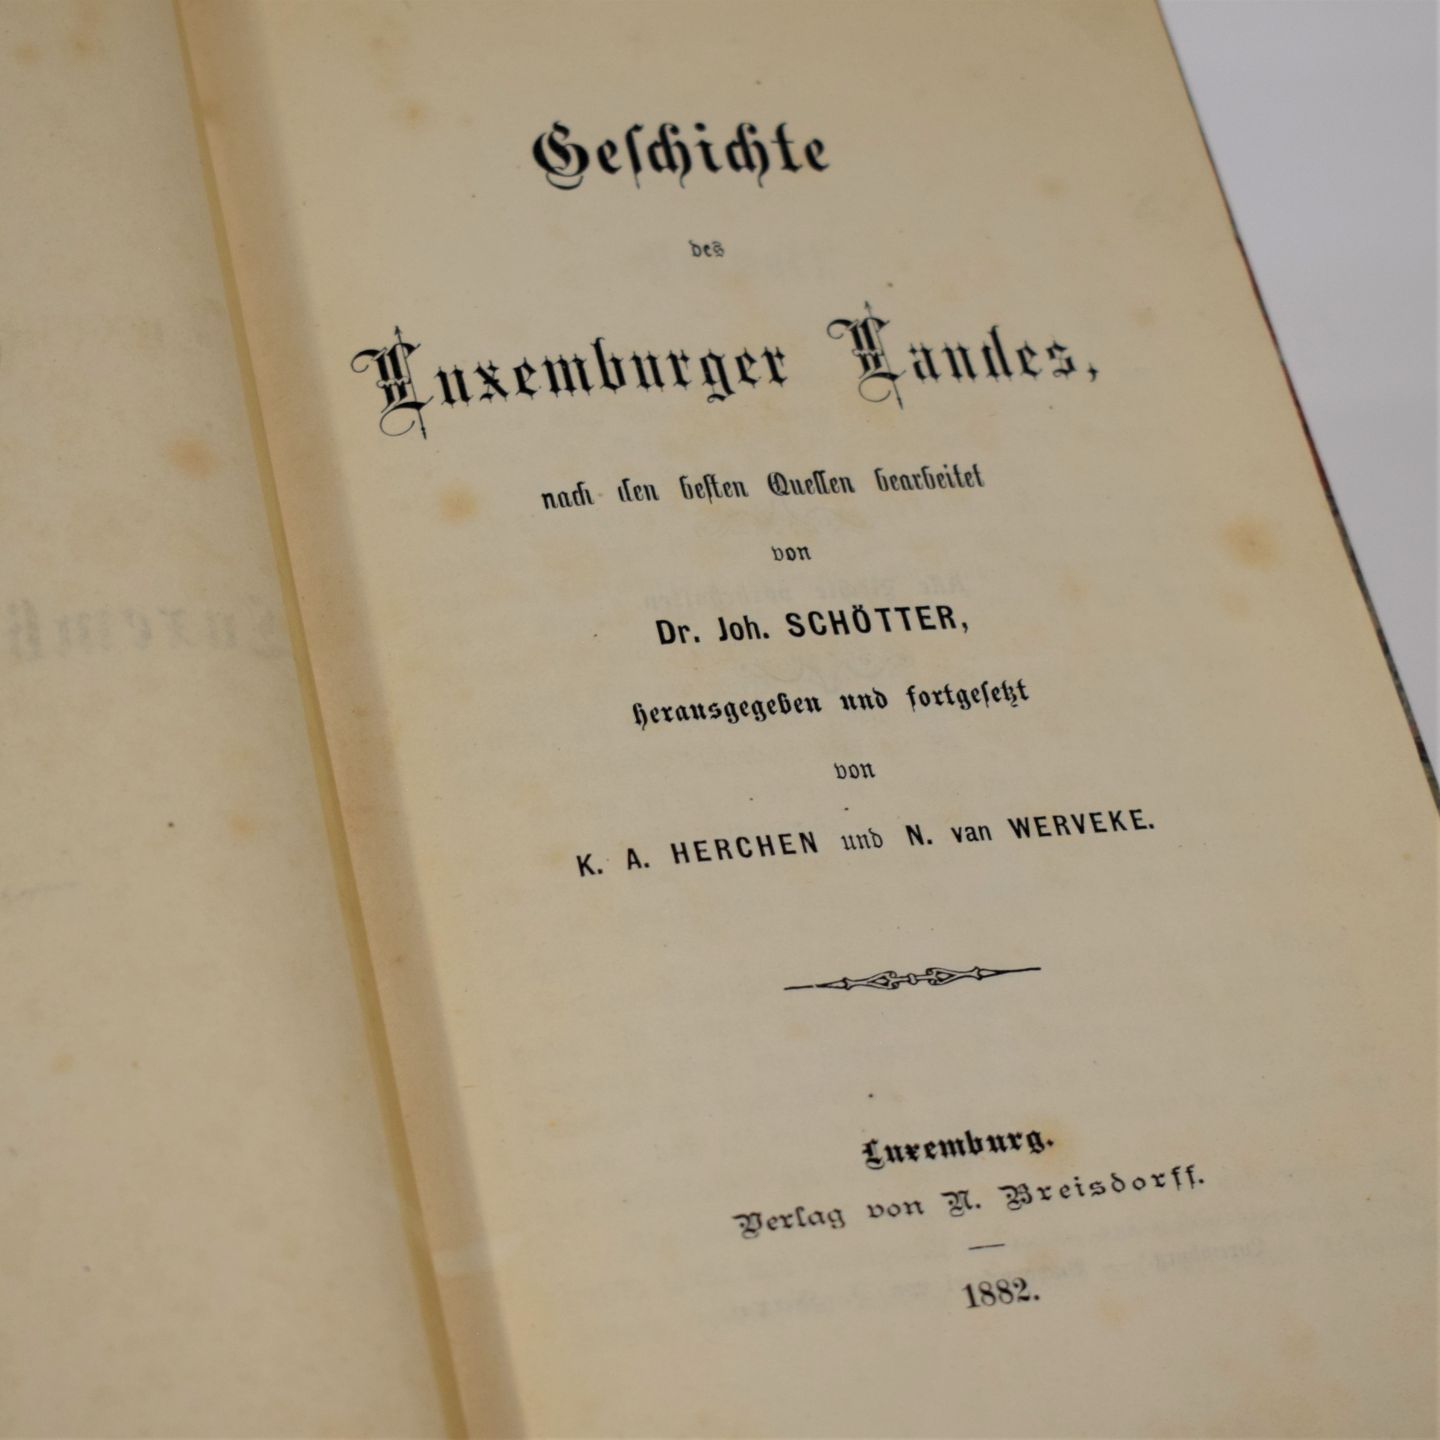 Geſchichte
des
Luxemburger Landes,
nach den beſten Quellen bearbeitet
von
Dr. Joh. SCHÖTTER,
herausgegeben und fortgeſetzt
von
K. A. HERCHEN und N. van WERVEKE.
Luxemburg.
Verlag von N. Breisdorff.
1882.